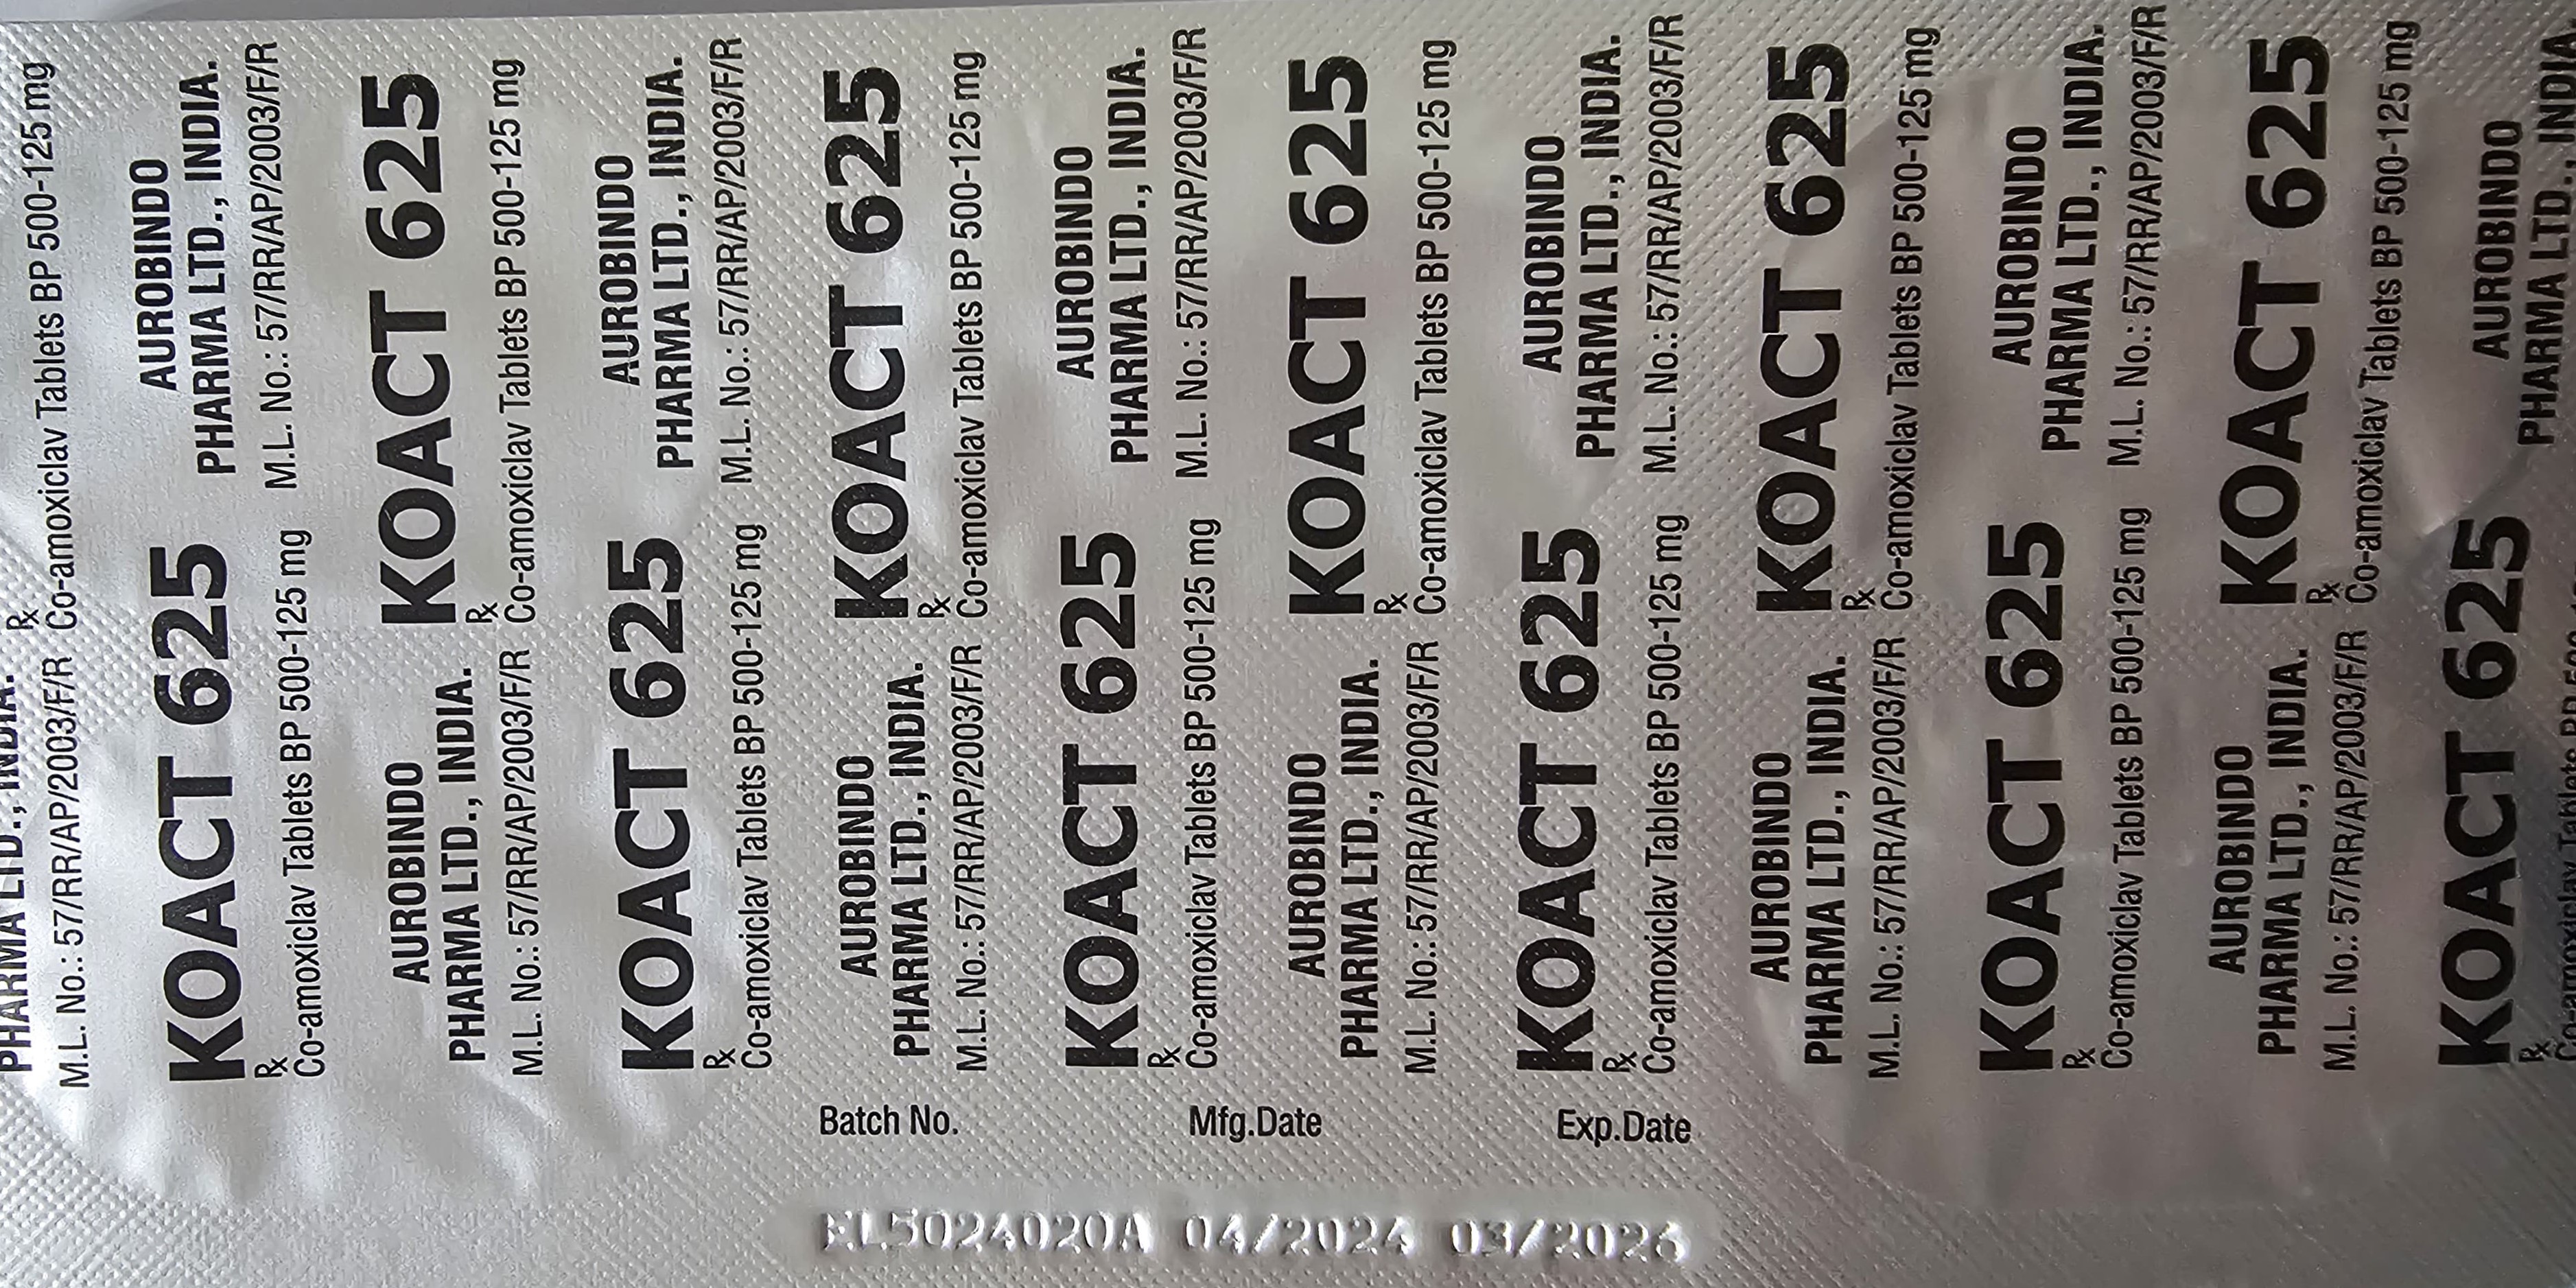 PHARMA LTD., INDIA.
M.L. No.: 57/RR/AP/2003/F/R
Rx
Co-amoxiclav Tablets BP 500-125 mg
KOACT 625
Rx
Co-amoxiclav Tablets BP 500-125 mg
AUROBINDO
PHARMA LTD., INDIA.
M.L. No.: 57/RR/AP/2003/F/R
AUROBINDO
PHARMA LTD., INDIA.
M.L. No.: 57/RR/AP/2003/F/R
KOACT 625
Rx
Co-amoxiclav Tablets BP 500-125 mg
KOACT 625
Rx
Co-amoxiclav Tablets BP 500-125 mg
AUROBINDO
PHARMA LTD., INDIA.
M.L. No.: 57/RR/AP/2003/F/R
AUROBINDO
PHARMA LTD., INDIA.
M.L. No.: 57/RR/AP/2003/F/R
KOACT 625
Rx
Co-amoxiclav Tablets BP 500-125 mg
KOACT 625
Rx
Co-amoxiclav Tablets BP 500-125 mg
AUROBINDO
PHARMA LTD., INDIA.
M.L. No.: 57/RR/AP/2003/F/R
AUROBINDO
PHARMA LTD., INDIA.
M.L. No.: 57/RR/AP/2003/F/R
KOACT 625
Rx
Co-amoxiclav Tablets BP 500-125 mg
KOACT 625
Rx
Co-amoxiclav Tablets BP 500-125 mg
AUROBINDO
PHARMA LTD., INDIA.
M.L. No.: 57/RR/AP/2003/F/R
AUROBINDO
PHARMA LTD., INDIA.
M.L. No.: 57/RR/AP/2003/F/R
KOACT 625
Rx
Co-amoxiclav Tablets BP 500-125 mg
KOACT 625
Rx
Co-amoxiclav Tablets BP 500-125 mg
AUROBINDO
PHARMA LTD., INDIA.
M.L. No.: 57/RR/AP/2003/F/R
AUROBINDO
PHARMA LTD., INDIA.
M.L. No.: 57/RR/AP/2003/F/R
KOACT 625
Rx
Co-amoxiclav Tablets BP 500-125 mg
KOACT 625
Rx
AUROBINDO
PHARMA LTD., INDIA.
Batch No. Mfg.Date Exp.Date
04/2024 03/2026